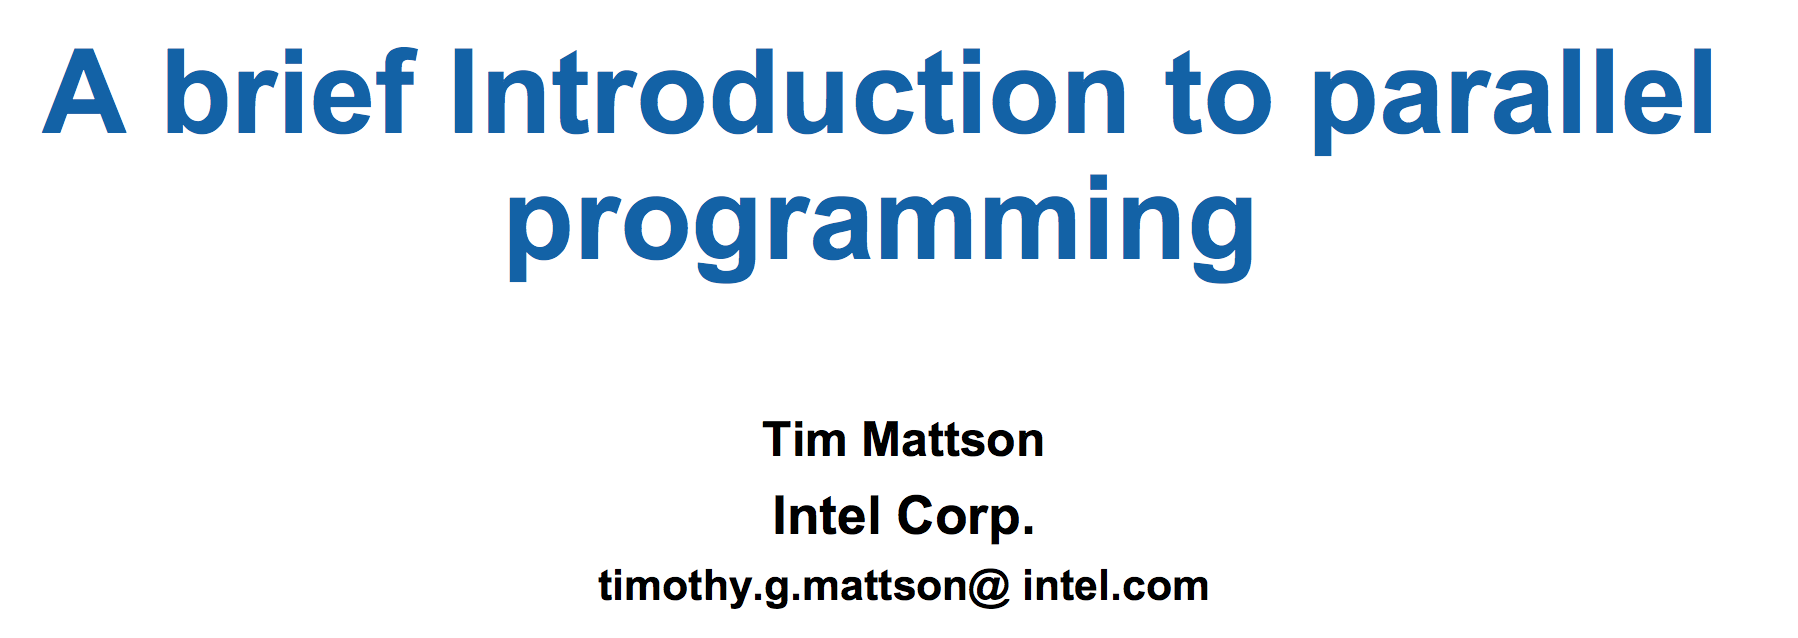 A brief Introduction to parallel
programming
Tim Mattson
Intel Corp.
timothy.g.mattson@ intel.com